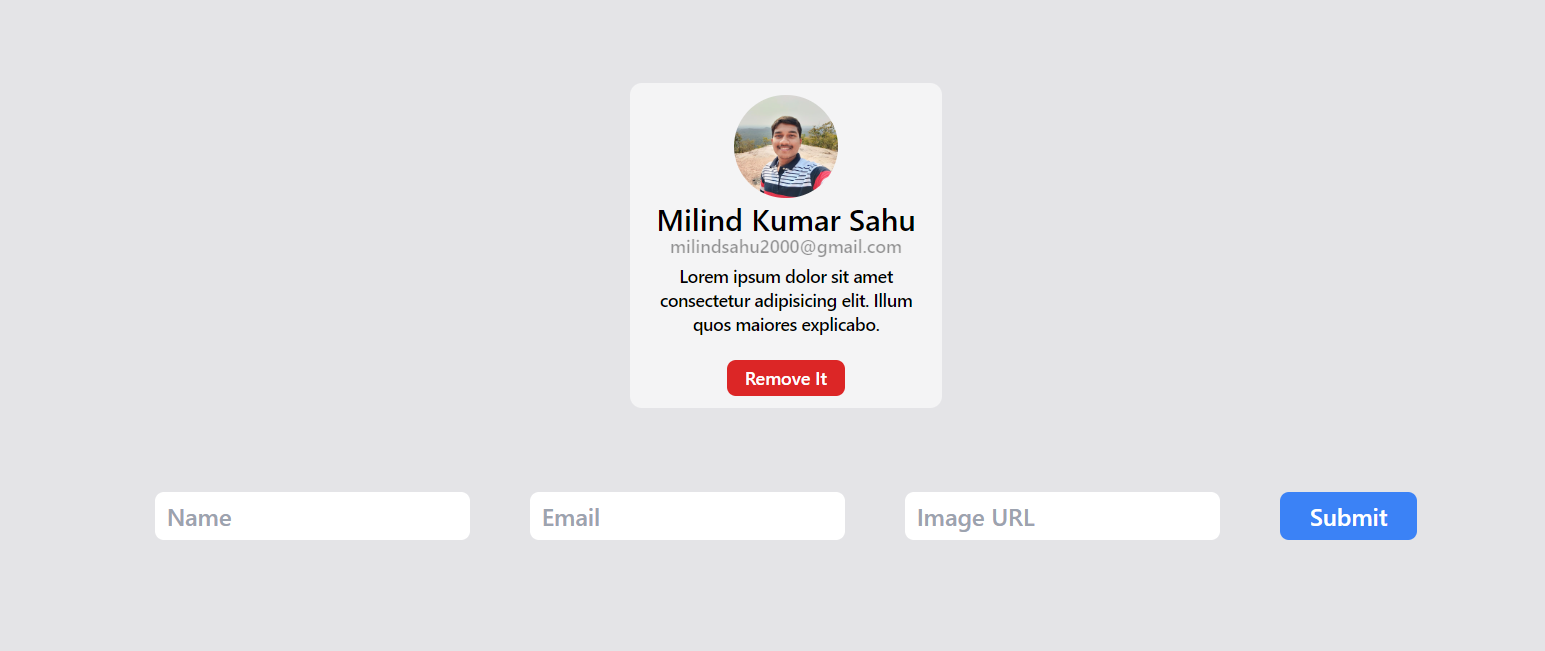 Milind Kumar Sahu
milindsahu2000@gmail.com
Lorem ipsum dolor sit amet
consectetur adipisicing elit. Illum
quos maiores explicabo.
Remove It
Name
Email
Image URL
Submit